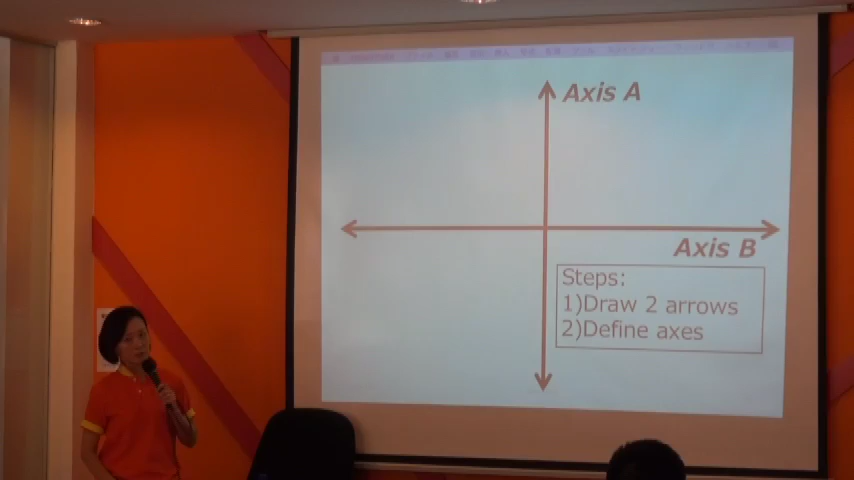 Axis A
Axis B
Steps:
1)Draw 2 arrows
2)Define axes